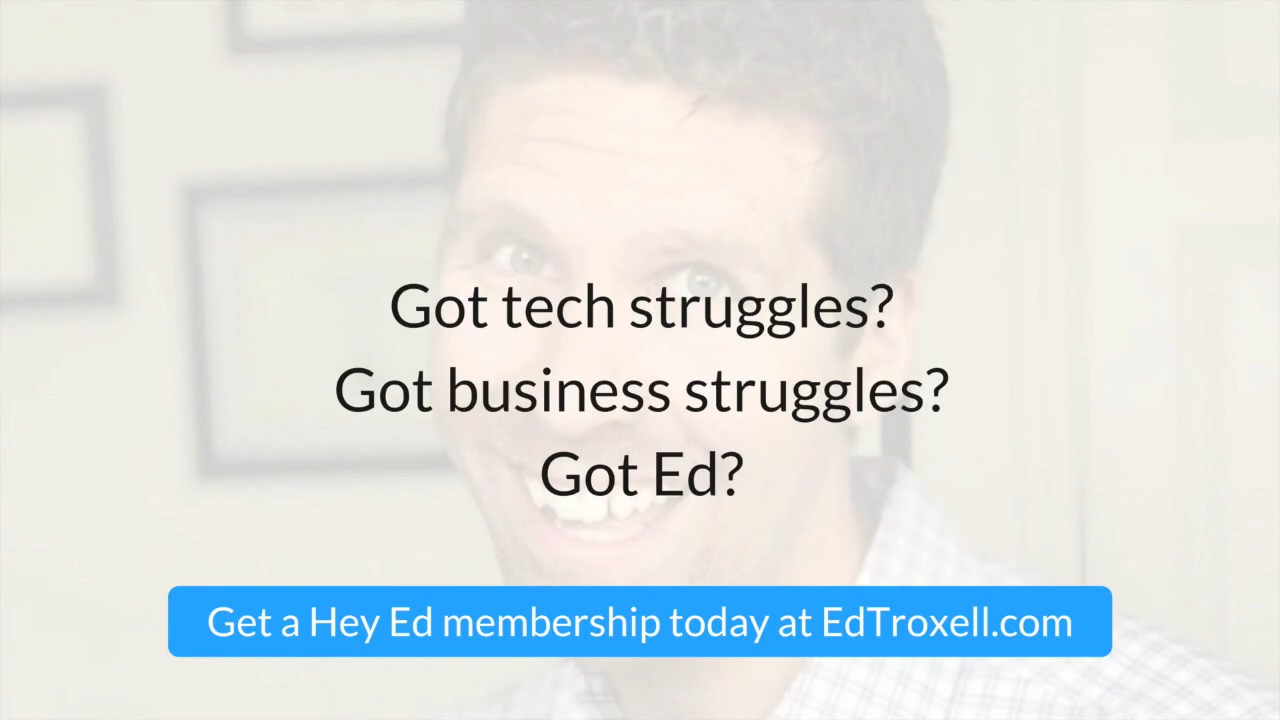 Got tech struggles?
Got business struggles?
Got Ed?
Get a Hey Ed membership today at EdTroxell.com